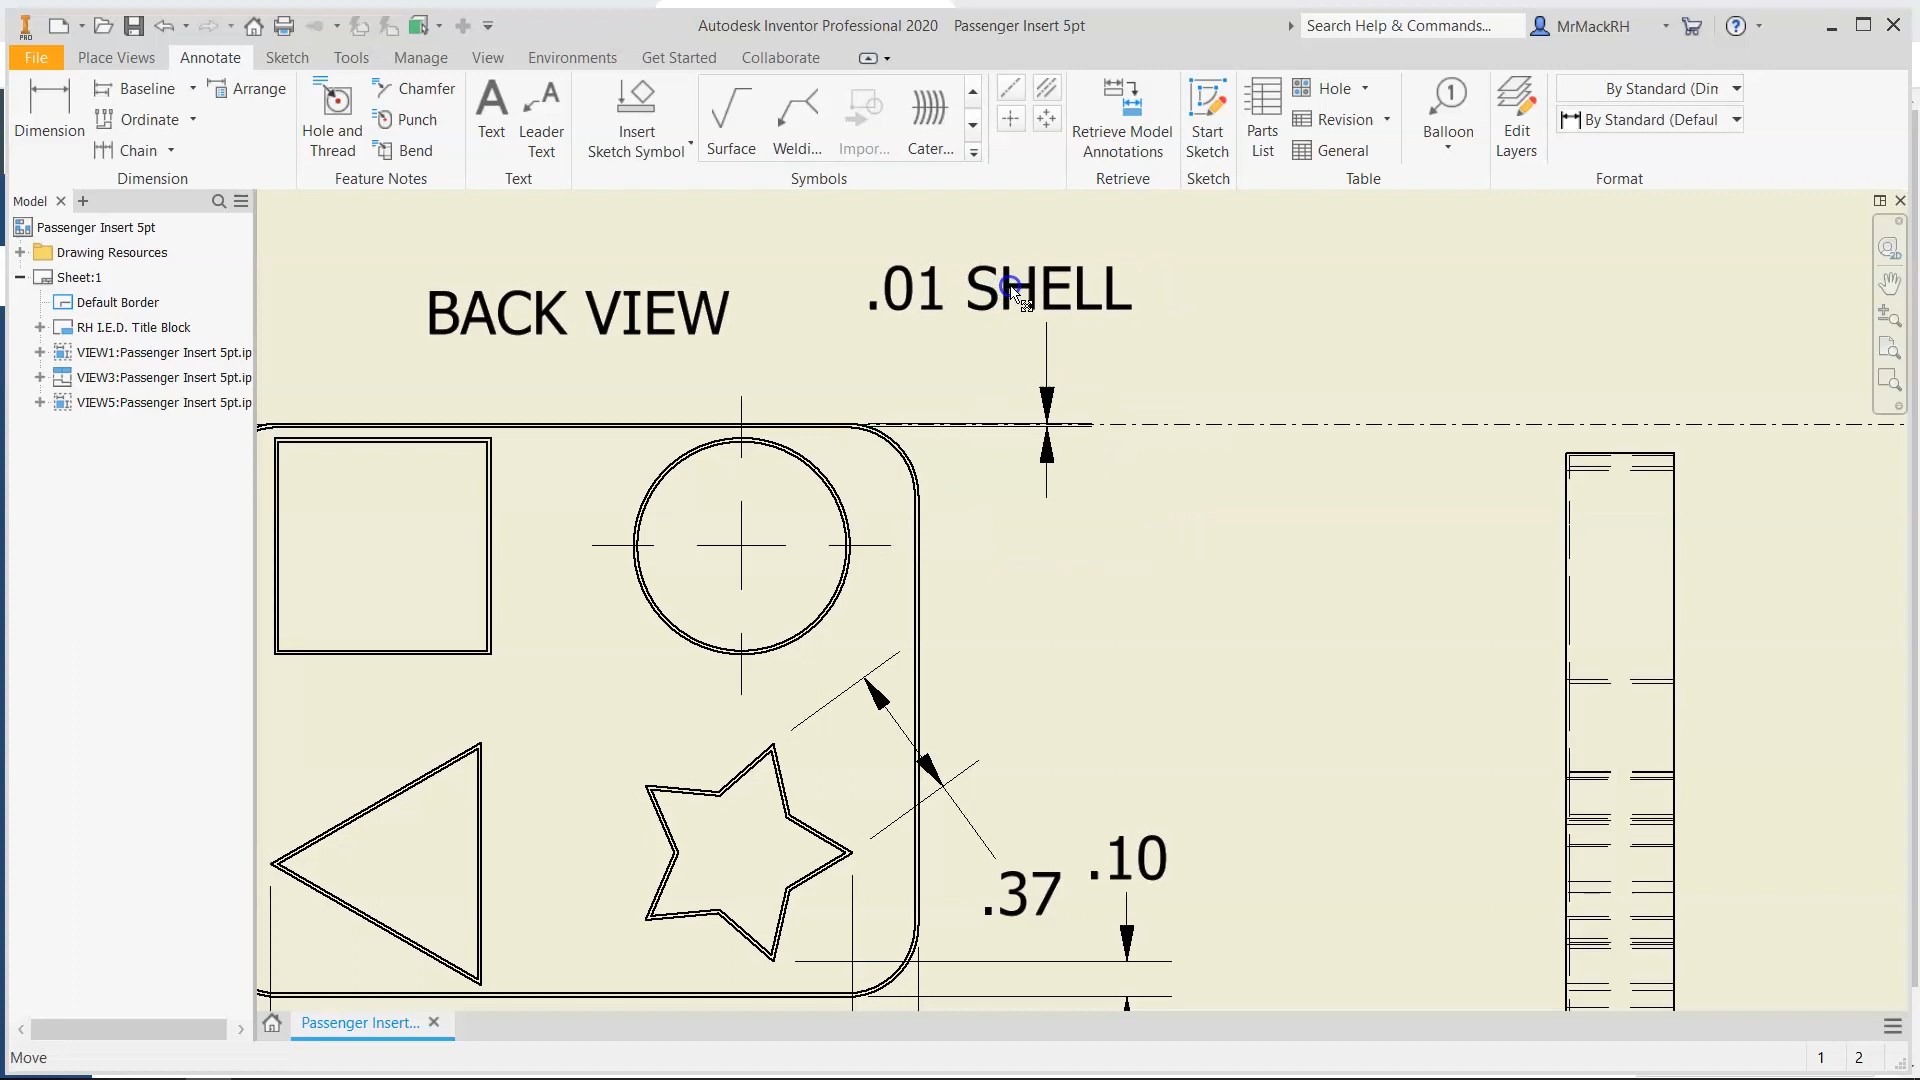 PRO
Autodesk Inventor Professional 2020 Passenger Insert 5pt
Search Help & Commands...
MrMackRH
File Place Views Annotate Sketch Tools Manage View Environments Get Started Collaborate
Dimension
Baseline
Ordinate
Chain
Arrange
Dimension
Hole and
Thread
Chamfer
Punch
Bend
Feature Notes
Text
Leader
Text
Text
Insert
Sketch Symbol
Surface
Weldi...
Impor...
Cater...
Symbols
Retrieve Model
Annotations
Retrieve
Start
Sketch
Sketch
Parts
List
Hole
Revision
General
Table
Balloon
Edit
Layers
By Standard (Din
By Standard (Defaul
Format
Model
Passenger Insert 5pt
Drawing Resources
Sheet:1
Default Border
RH I.E.D. Title Block
VIEW1:Passenger Insert 5pt.ip
VIEW3:Passenger Insert 5pt.ip
VIEW5:Passenger Insert 5pt.ip
BACK VIEW
.01 SHELL
.37
.10
Passenger Insert...
Move
1 2